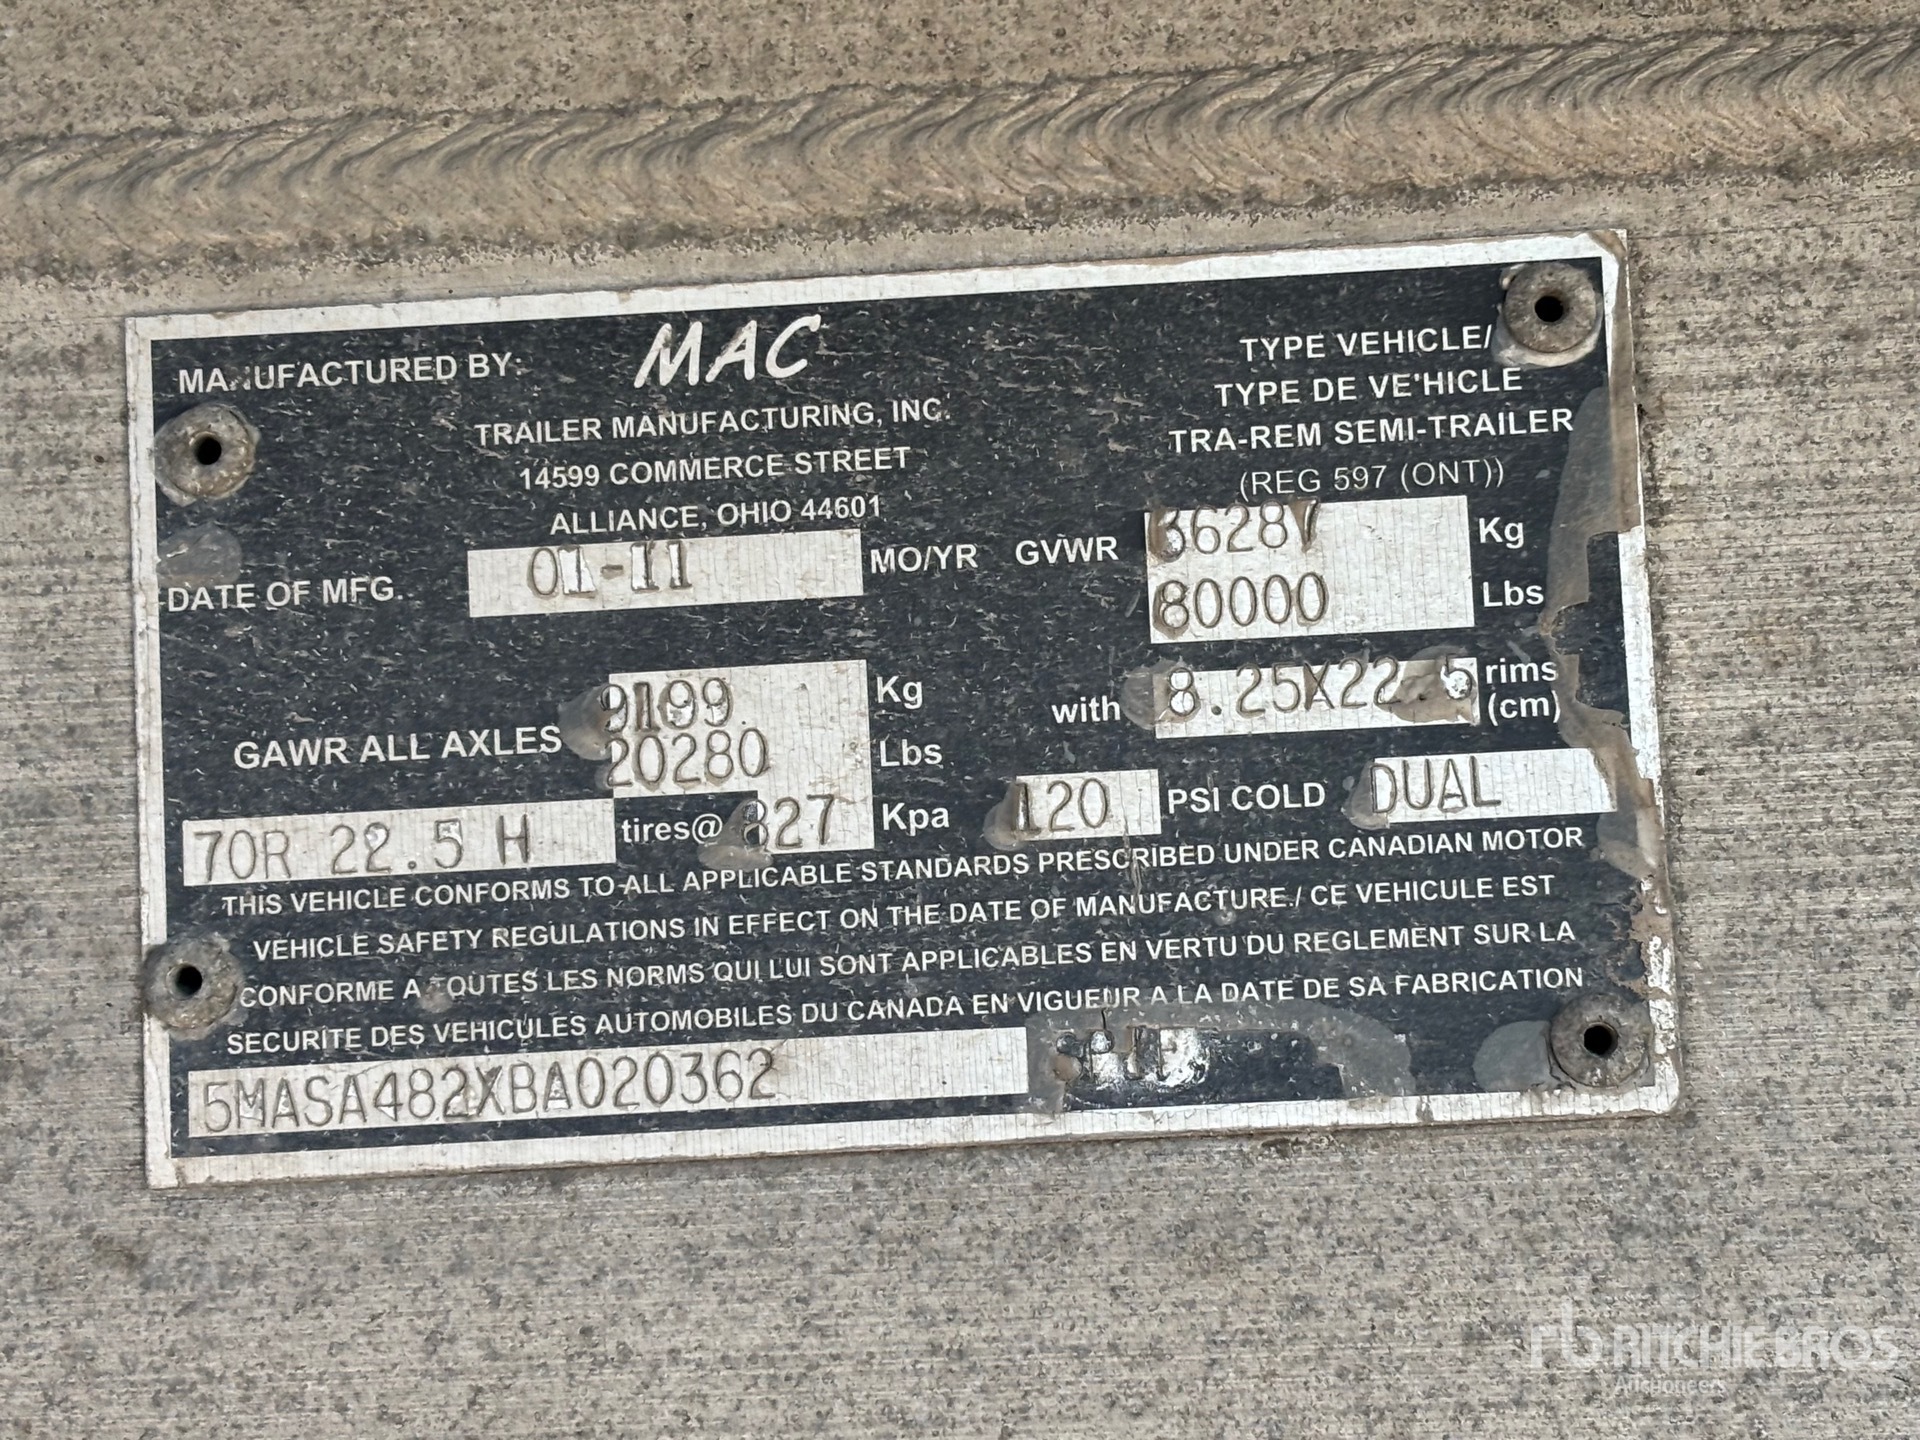 MANUFACTURED BY: MAC
TRAILER MANUFACTURING, INC.
14599 COMMERCE STREET
ALLIANCE, OHIO 44601
TYPE VEHICLE/
TYPE DE VE'HICLE
TRA-REM SEMI-TRAILER
(REG 597 (ONT))
DATE OF MFG. 01-11 MO/YR GVWR 36287 Kg
80000 Lbs
GAWR ALL AXLES 9199 Kg
20280 Lbs
with 8.25X22.5 rims
(cm)
70R 22.5 H tires@ 827 Kpa 120 PSI COLD DUAL
THIS VEHICLE CONFORMS TO ALL APPLICABLE STANDARDS PRESCRIBED UNDER CANADIAN MOTOR
VEHICLE SAFETY REGULATIONS IN EFFECT ON THE DATE OF MANUFACTURE./ CE VEHICULE EST
CONFORME A TOUTES LES NORMS QUI LUI SONT APPLICABLES EN VERTU DU REGLEMENT SUR LA
SECURITE DES VEHICULES AUTOMOBILES DU CANADA EN VIGUEUR A LA DATE DE SA FABRICATION
5MASA482XBA020362
rb RITCHIE BROS
Auctioneers